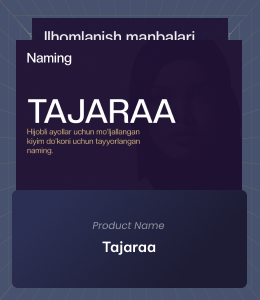 Ilhomlanish manbalari
Naming
TAJARAA
Hijobli ayollar uchun mo'ljallangan
kiyim do'koni uchun tayyorlangan
naming.
Product Name
Tajaraa